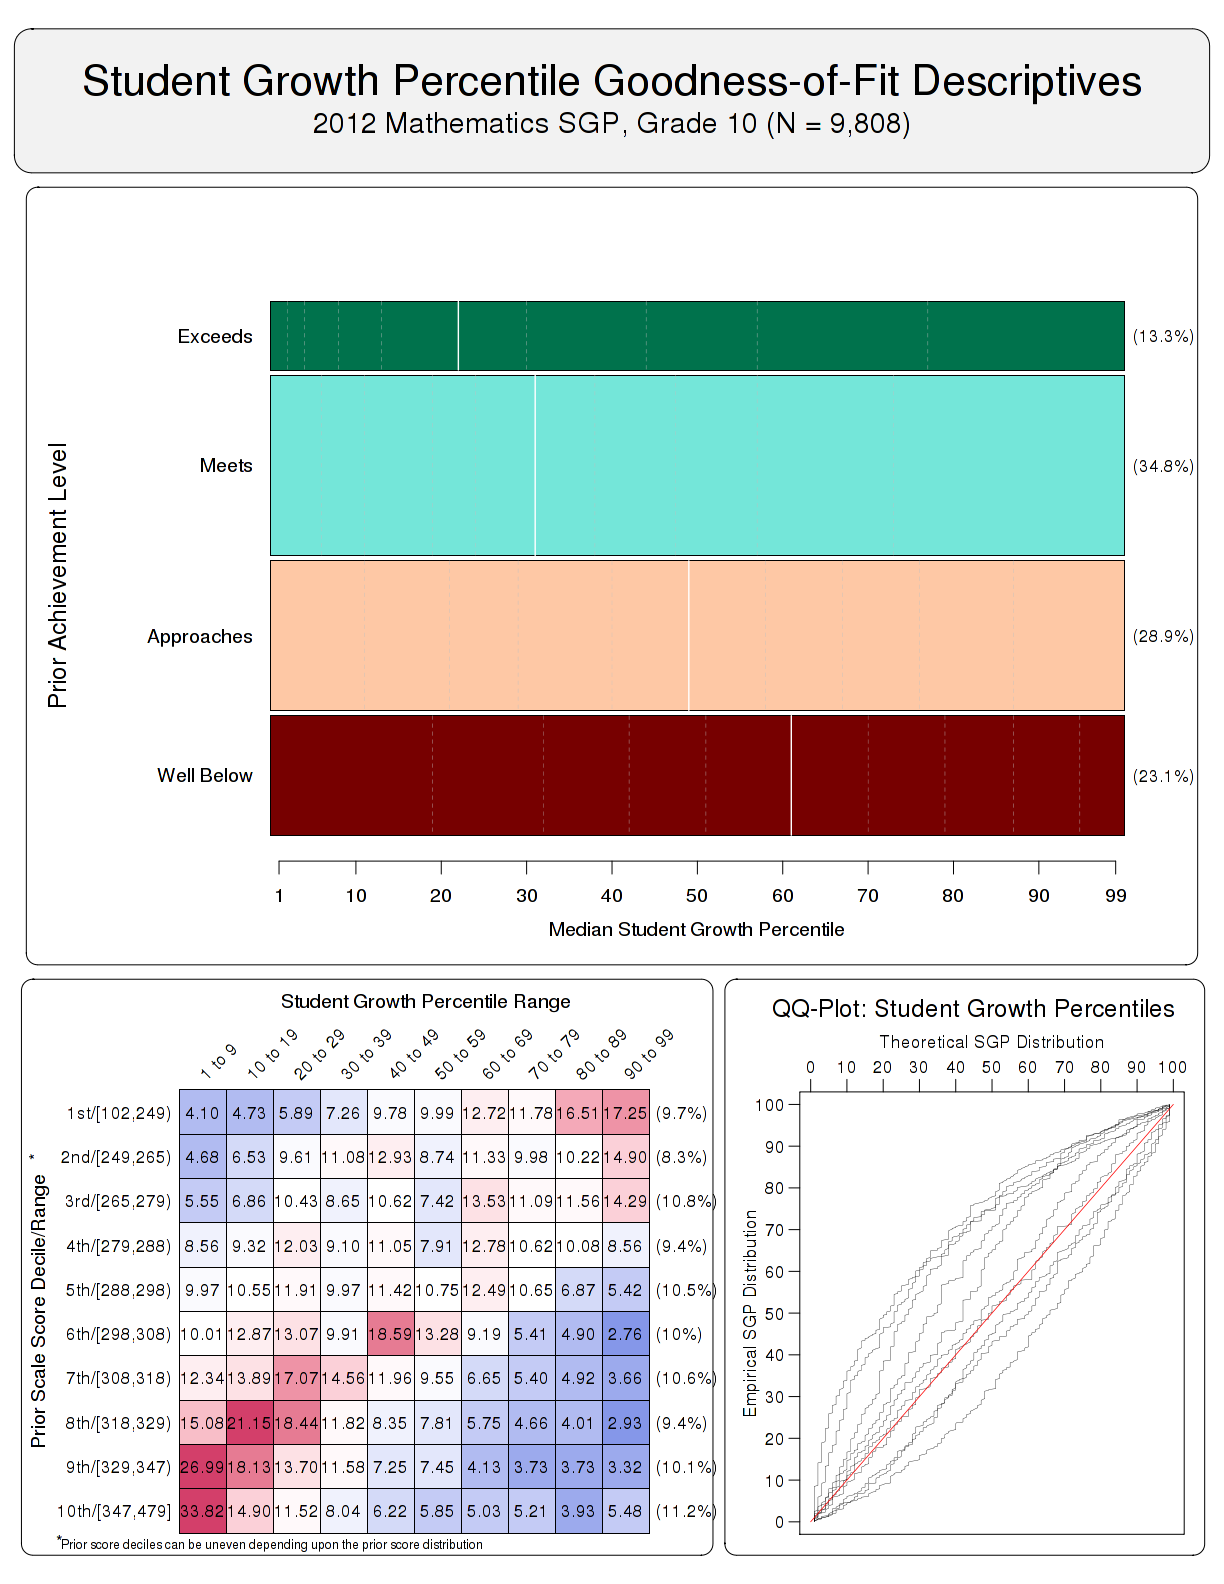 Student Growth Percentile Goodness-of-Fit Descriptives
2012 Mathematics SGP, Grade 10 (N = 9,808)
Prior Achievement Level
Exceeds (13.3%)
Meets (34.8%)
Approaches (28.9%)
Well Below (23.1%)
1 10 20 30 40 50 60 70 80 90 99
Median Student Growth Percentile
Student Growth Percentile Range
1 to 9 10 to 19 20 to 29 30 to 39 40 to 49 50 to 59 60 to 69 70 to 79 80 to 89 90 to 99
Prior Scale Score Decile/Range *
1st/[102,249) 4.10 4.73 5.89 7.26 9.78 9.99 12.72 11.78 16.51 17.25 (9.7%)
2nd/[249,265) 4.68 6.53 9.61 11.08 12.93 8.74 11.33 9.98 10.22 14.90 (8.3%)
3rd/[265,279) 5.55 6.86 10.43 8.65 10.62 7.42 13.53 11.09 11.56 14.29 (10.8%)
4th/[279,288) 8.56 9.32 12.03 9.10 11.05 7.91 12.78 10.62 10.08 8.56 (9.4%)
5th/[288,298) 9.97 10.55 11.91 9.97 11.42 10.75 12.49 10.65 6.87 5.42 (10.5%)
6th/[298,308) 10.01 12.87 13.07 9.91 18.59 13.28 9.19 5.41 4.90 2.76 (10%)
7th/[308,318) 12.34 13.89 17.07 14.56 11.96 9.55 6.65 5.40 4.92 3.66 (10.6%)
8th/[318,329) 15.08 21.15 18.44 11.82 8.35 7.81 5.75 4.66 4.01 2.93 (9.4%)
9th/[329,347) 26.99 18.13 13.70 11.58 7.25 7.45 4.13 3.73 3.73 3.32 (10.1%)
10th/[347,479] 33.82 14.90 11.52 8.04 6.22 5.85 5.03 5.21 3.93 5.48 (11.2%)
*Prior score deciles can be uneven depending upon the prior score distribution
QQ-Plot: Student Growth Percentiles
Theoretical SGP Distribution
0 10 20 30 40 50 60 70 80 90 100
Empirical SGP Distribution
100
90
80
70
60
50
40
30
20
10
0